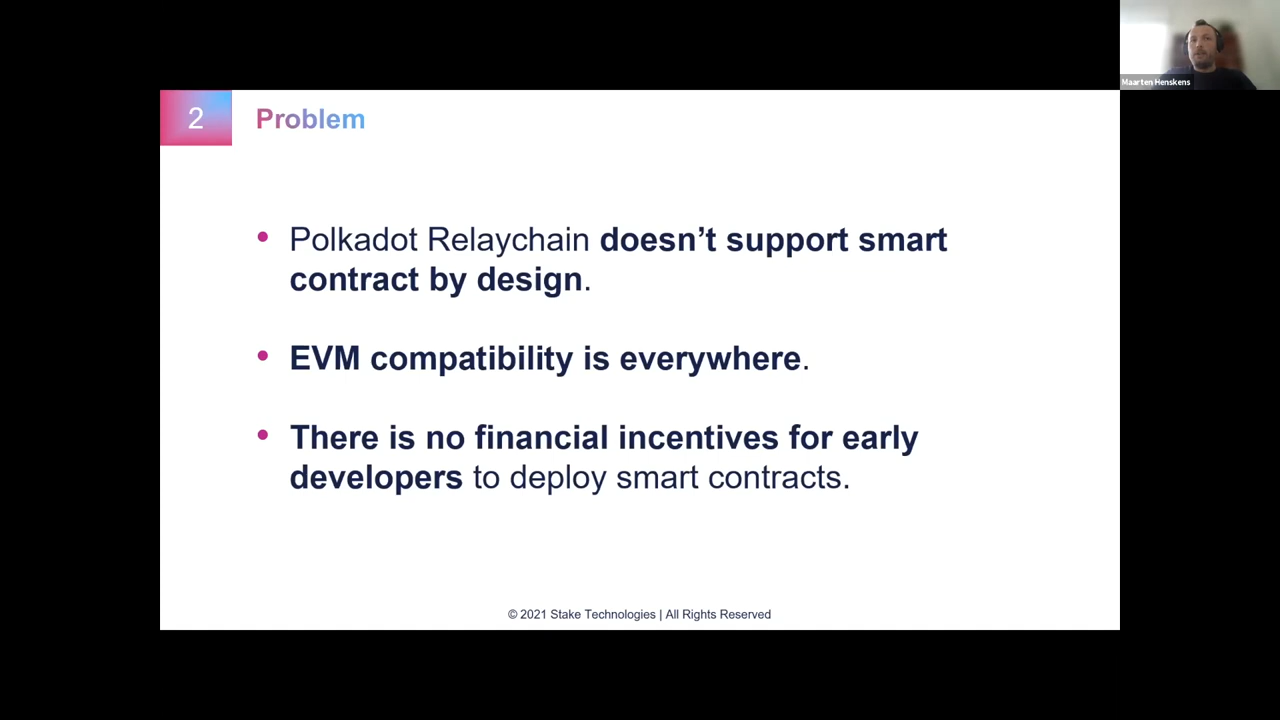 Maarten Henskens
2
Problem
• Polkadot Relaychain doesn’t support smart
contract by design.
• EVM compatibility is everywhere.
• There is no financial incentives for early
developers to deploy smart contracts.
© 2021 Stake Technologies | All Rights Reserved